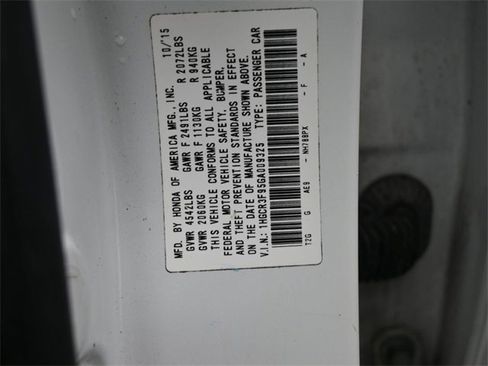 MFD. BY HONDA OF AMERICA MFG., INC. 10/15
GVWR 4542LBS GAWR F 2491LBS R 2072LBS
GVWR 2060KG GAWR F 1130KG R 940KG
THIS VEHICLE CONFORMS TO ALL APPLICABLE
FEDERAL MOTOR VEHICLE SAFETY, BUMPER,
AND THEFT PREVENTION STANDARDS IN EFFECT
ON THE DATE OF MANUFACTURE SHOWN ABOVE.
V.I.N.: 1HGCR3F95GA009325 TYPE: PASSENGER CAR
T2G G AE9 - NH788PX - F - A